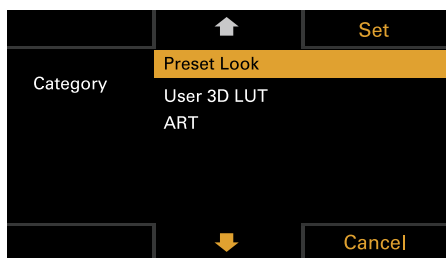 Set
Category
Preset Look
User 3D LUT
ART
Cancel